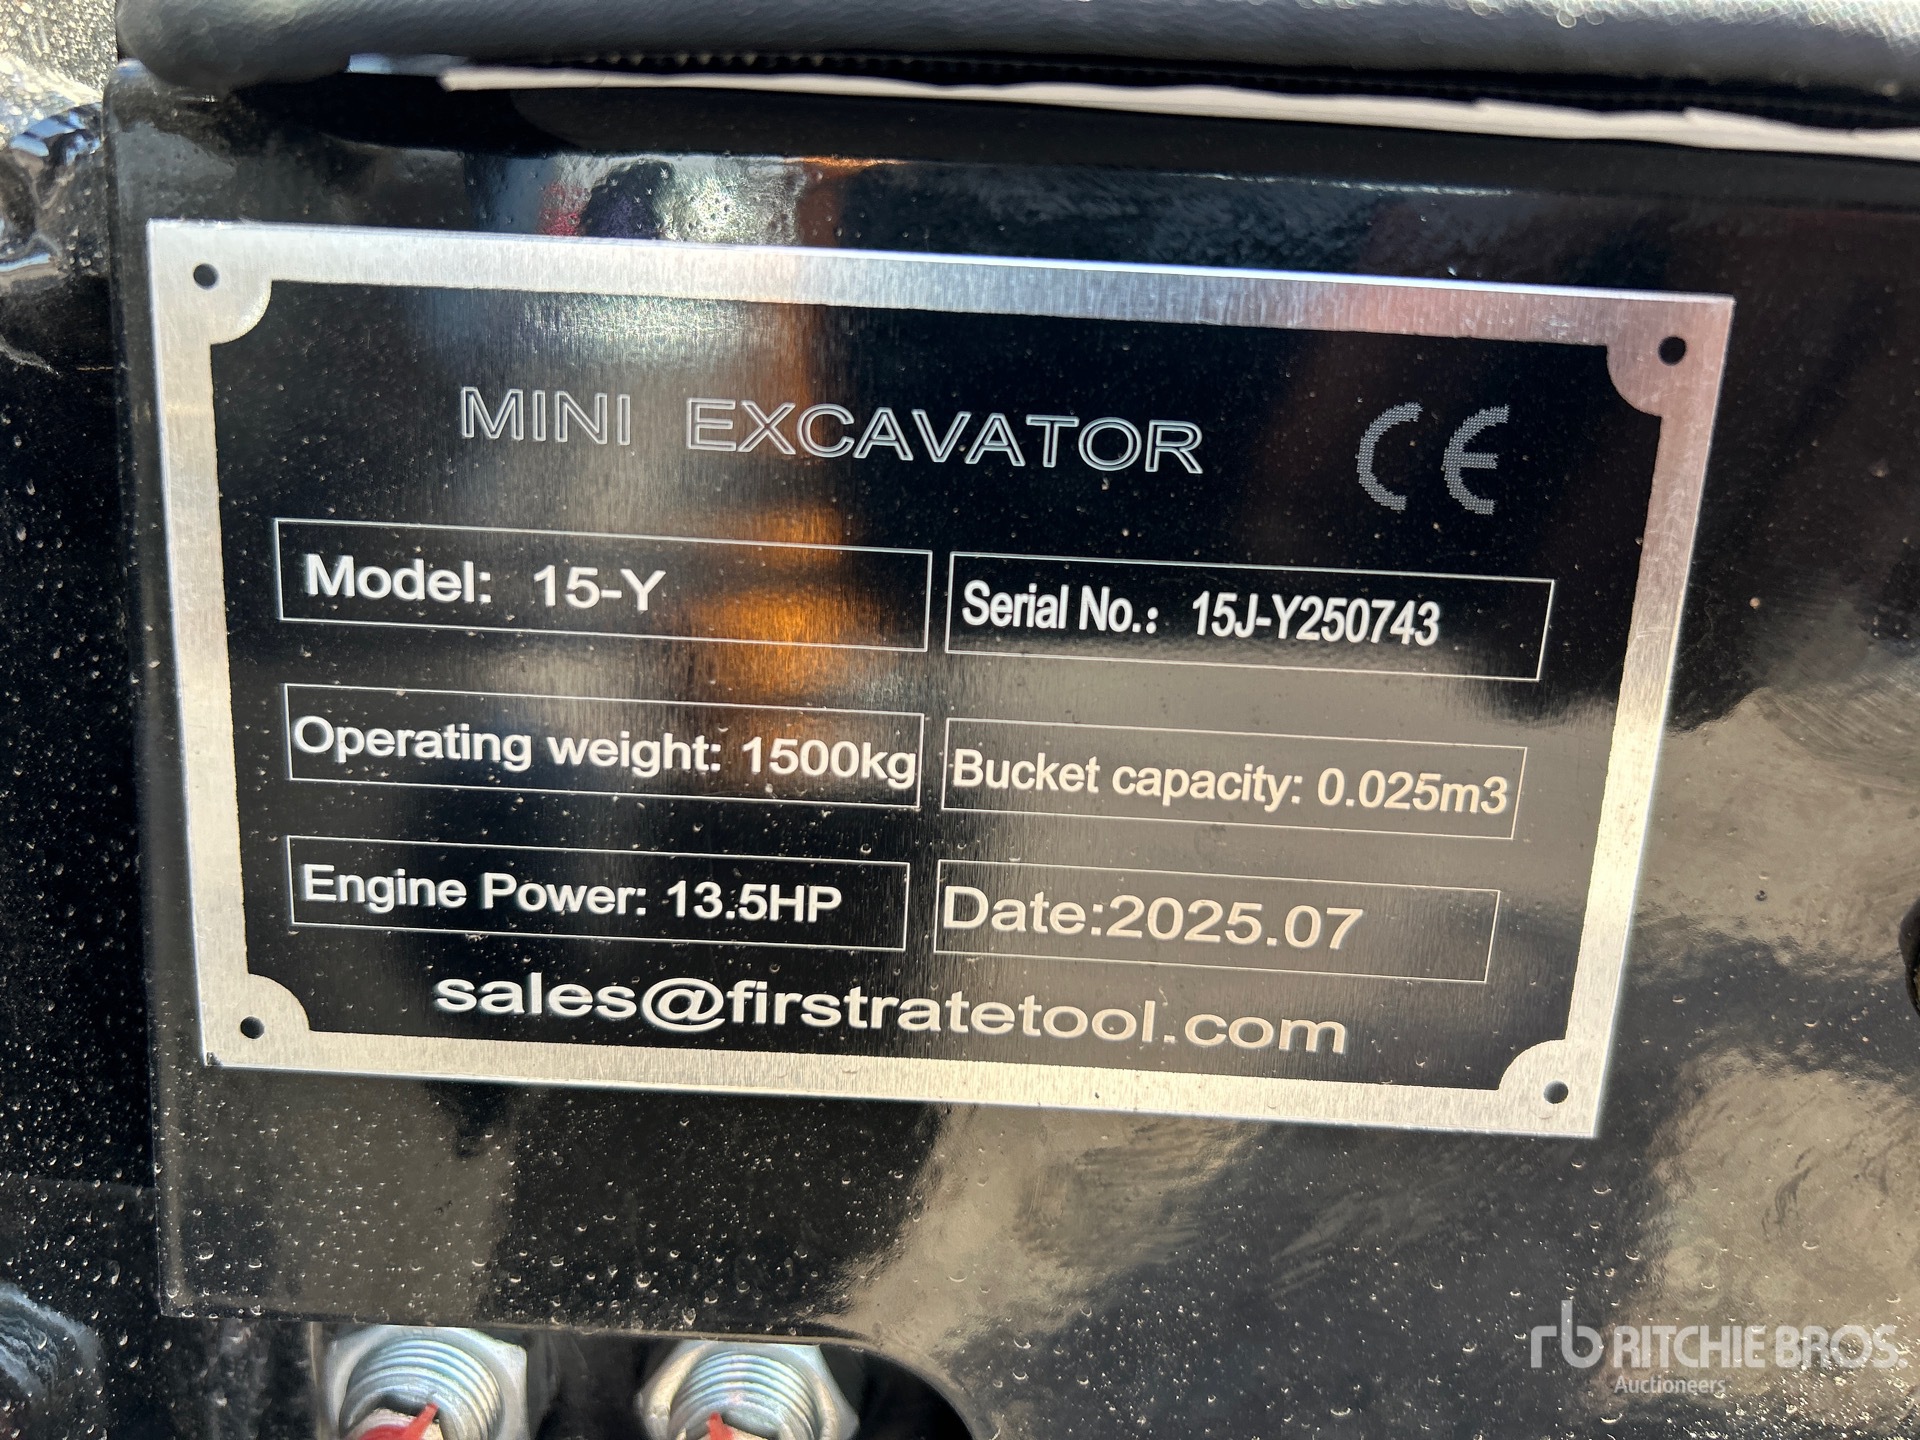 MINI EXCAVATOR CE
Model: 15-Y
Serial No.: 15J-Y250743
Operating weight: 1500kg
Bucket capacity: 0.025m3
Engine Power: 13.5HP
Date:2025.07
sales@firstratetool.com
rb RITCHIE BROS.
Auctioneers